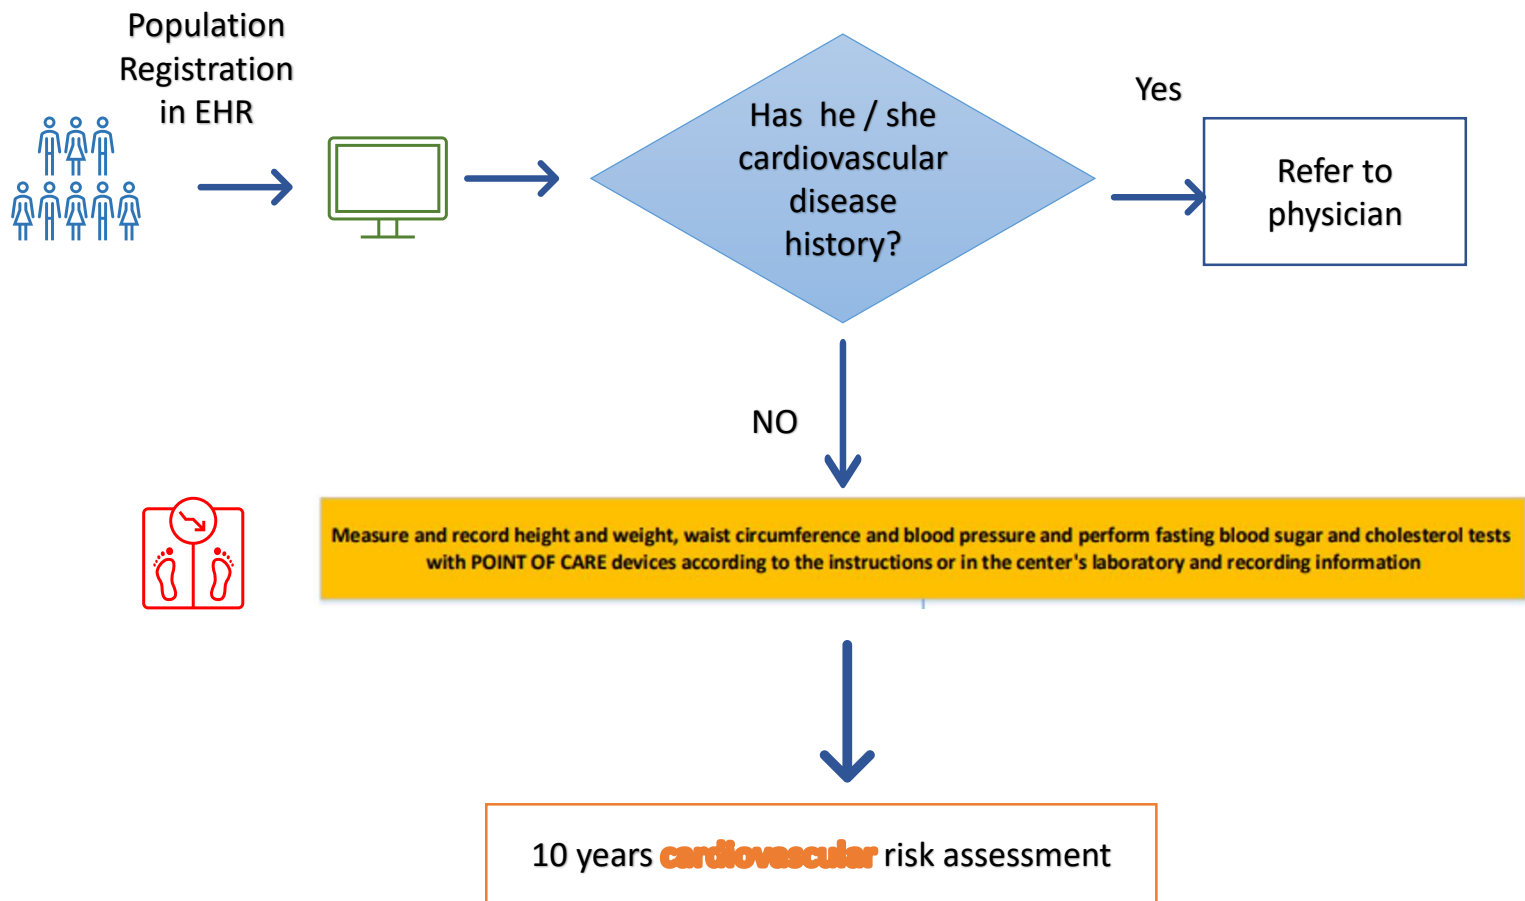 Population
Registration
in EHR
Has he / she
cardiovascular
disease
history?
Yes
Refer to
physician
NO
Measure and record height and weight, waist circumference and blood pressure and perform fasting blood sugar and cholesterol tests
with POINT OF CARE devices according to the instructions or in the center's laboratory and recording information
10 years cardiovascular risk assessment